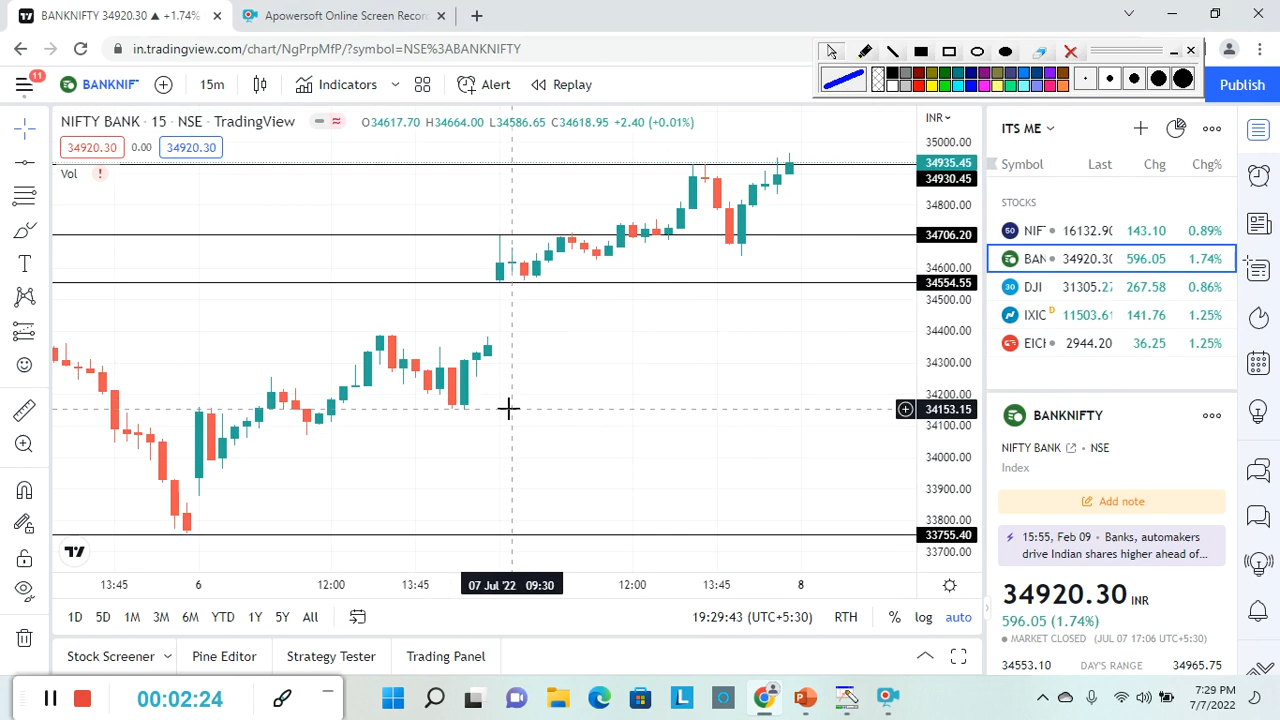 BANKNIFTY 34920.30 ▲ +1.74%
Apowersoft Online Screen Recor
in.tradingview.com/chart/NgPrpMfP/?symbol=NSE%3ABANKNIFTY
11
BANKNIF
15m
Indicators
Alert
Replay
Publish
NIFTY BANK · 15 · NSE · TradingView
O34617.70 H34664.00 L34586.65 C34618.95 +2.40 (+0.01%)
34920.30
0.00
34920.30
Vol
!
INR
35000.00
34935.45
34930.45
34800.00
34706.20
34600.00
34554.55
34500.00
34400.00
34300.00
34200.00
34153.15
34100.00
34000.00
33900.00
33800.00
33755.40
33700.00
13:45
6
12:00
13:45
07 Jul '22 09:30
12:00
13:45
8
1D 5D 1M 3M 6M YTD 1Y 5Y All
19:29:43 (UTC+5:30)
RTH
%
log
auto
Stock Screener
Pine Editor
Strategy Tester
Trading Panel
ITS ME
Symbol Last Chg Chg%
STOCKS
50 NIF 16132.90 143.10 0.89%
BAN 34920.30 596.05 1.74%
30 DJI 31305.27 267.58 0.86%
IXIC D 11503.61 141.76 1.25%
EICH 2944.20 36.25 1.25%
BANKNIFTY
NIFTY BANK · NSE
Index
Add note
15:55, Feb 09 · Banks, automakers
drive Indian shares higher ahead of...
34920.30 INR
596.05 (1.74%)
MARKET CLOSED (JUL 07 17:06 UTC+5:30)
34553.10 DAY'S RANGE 34965.75
00:02:24
7:29 PM
7/7/2022